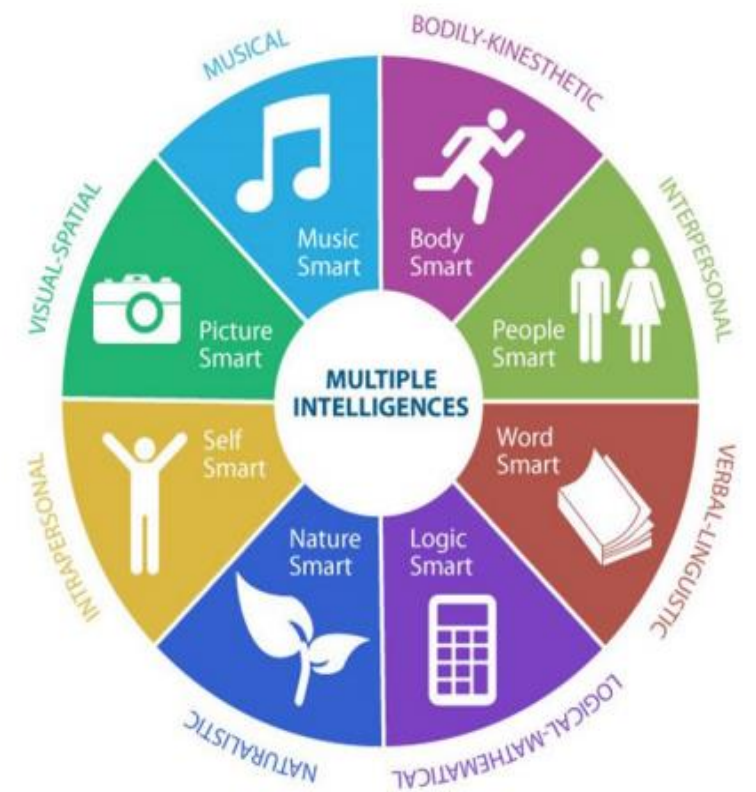 MUSICAL
BODILY-KINESTHETIC
VISUAL-SPATIAL
INTERPERSONAL
Music
Smart
Body
Smart
Picture
Smart
People
Smart
MULTIPLE
INTELLIGENCES
Self
Smart
Word
Smart
Nature
Smart
Logic
Smart
INTRAPERSONAL
VERBAL-LINGUISTIC
NATURALISTIC
LOGICAL-MATHEMATICAL